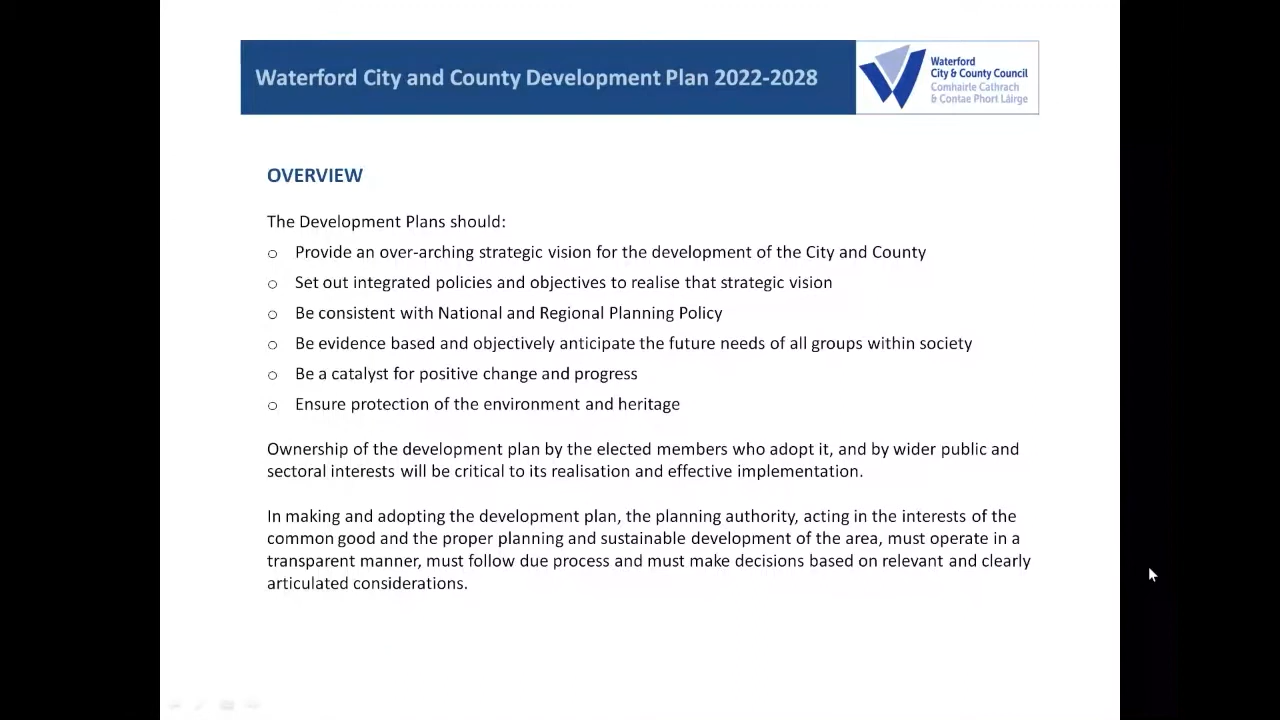 Waterford City and County Development Plan 2022-2028
Waterford
City & County Council
Comhairle Cathrach
& Contae Phort Láirge
OVERVIEW
The Development Plans should:
o Provide an over-arching strategic vision for the development of the City and County
o Set out integrated policies and objectives to realise that strategic vision
o Be consistent with National and Regional Planning Policy
o Be evidence based and objectively anticipate the future needs of all groups within society
o Be a catalyst for positive change and progress
o Ensure protection of the environment and heritage
Ownership of the development plan by the elected members who adopt it, and by wider public and
sectoral interests will be critical to its realisation and effective implementation.
In making and adopting the development plan, the planning authority, acting in the interests of the
common good and the proper planning and sustainable development of the area, must operate in a
transparent manner, must follow due process and must make decisions based on relevant and clearly
articulated considerations.